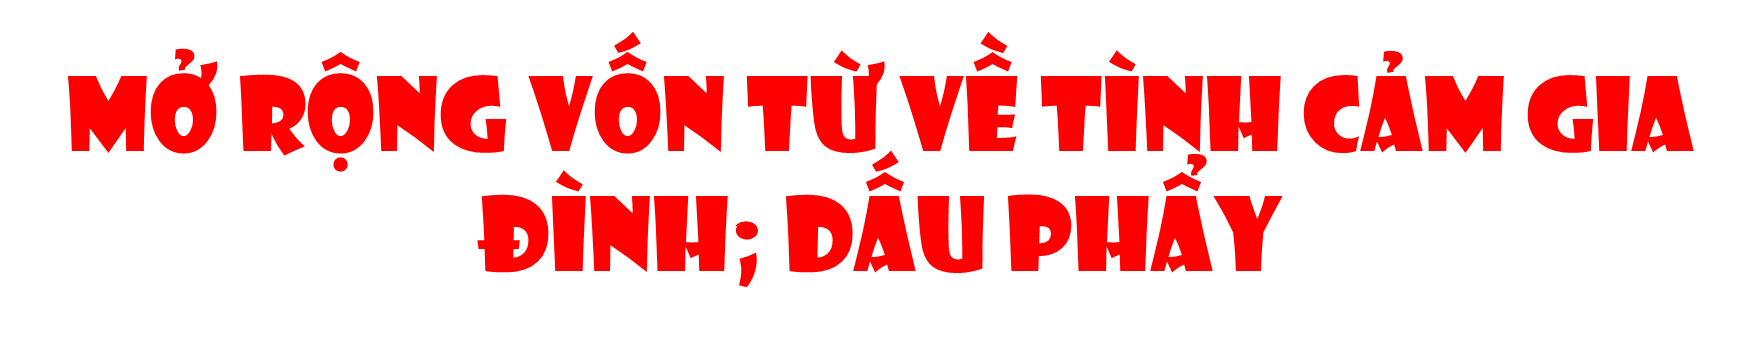 MỞ RỘNG VỐN TỪ VỀ TÌNH CẢM GIA
ĐÌNH; DẤU PHẨY